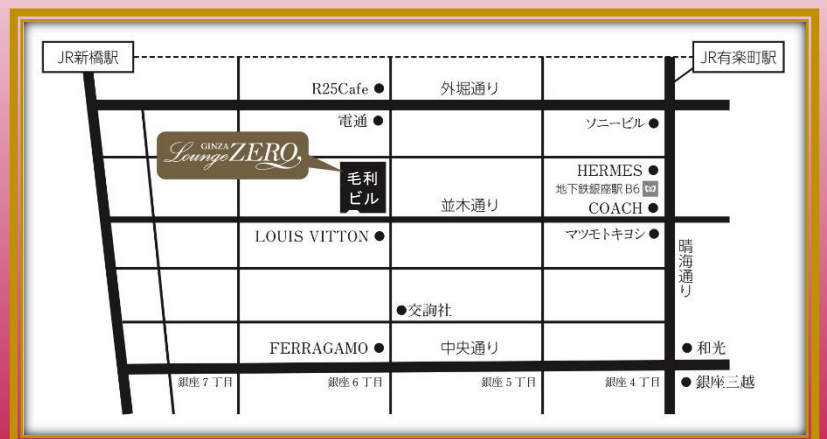 JR新橋駅
JR有楽町駅
R25Cafe
外堀通り
電通
ソニービル
GINZA
Lounge ZERO
毛利
ビル
HERMES
地下鉄銀座駅 B6
並木通り
COACH
LOUIS VITTON
マツモトキヨシ
晴海通り
交詢社
FERRAGAMO
中央通り
和光
銀座7丁目
銀座6丁目
銀座5丁目
銀座4丁目
銀座三越